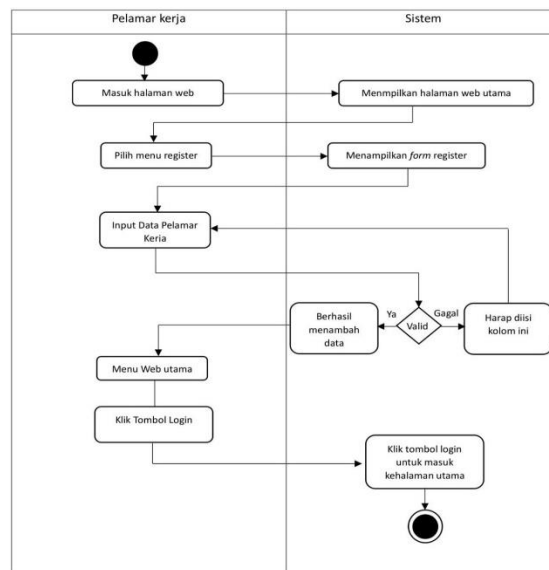 Pelamar kerja
Sistem
Masuk halaman web
Menmpilkan halaman web utama
Pilih menu register
Menampilkan form register
Input Data Pelamar
Kerja
Berhasil
menambah
data
Ya
Valid
Gagal
Harap diisi
kolom ini
Menu Web utama
Klik Tombol Login
Klik tombol login
untuk masuk
kehalaman utama